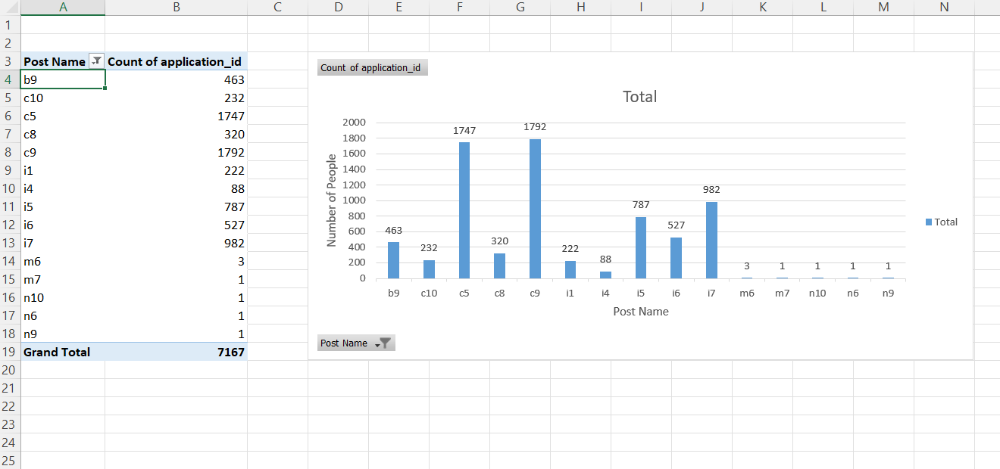 A B C D E F G H I J K L M N
1
2
3 Post Name Count of application_id
4 b9 463
5 c10 232
6 c5 1747
7 c8 320
8 c9 1792
9 i1 222
10 i4 88
11 i5 787
12 i6 527
13 i7 982
14 m6 3
15 m7 1
16 n10 1
17 n6 1
18 n9 1
19 Grand Total 7167
20
21
22
23
24
25
Count of application_id
Total
Number of People
2000
1800
1600
1400
1200
1000
800
600
400
200
0
463 232 1747 320 1792 222 88 787 527 982 3 1 1 1 1
b9 c10 c5 c8 c9 i1 i4 i5 i6 i7 m6 m7 n10 n6 n9
Post Name
Total
Post Name